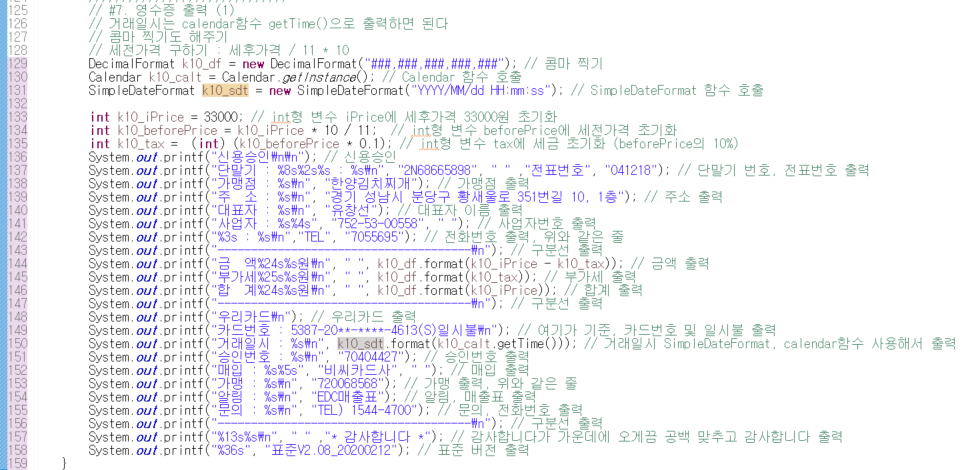 125 // #7. 영수증 출력 (1)
126 // 거래일시는 calendar함수 getTime()으로 출력하면 된다
127 // 콤마 찍기도 해주기
128 // 세전가격 구하기 : 세후가격 / 11 * 10
129 DecimalFormat k10_df = new DecimalFormat("###,###,###,###,###"); // 콤마 찍기
130 Calendar k10_calt = Calendar.getInstance(); // Calendar 함수 호출
131 SimpleDateFormat k10_sdt = new SimpleDateFormat("YYYY/MM/dd HH:mm:ss"); // SimpleDateFormat 함수 호출
132
133 int k10_iPrice = 33000; // int형 변수 iPrice에 세후가격 33000원 초기화
134 int k10_beforePrice = k10_iPrice * 10 / 11; // int형 변수 beforePrice에 세전가격 초기화
135 int k10_tax = (int) (k10_beforePrice * 0.1); // int형 변수 tax에 세금 초기화 (beforePrice의 10%)
136 System.out.printf("신용승인\n\n"); // 신용승인
137 System.out.printf("단말기 : %8s%2s%s : %s\n", "2N68665898", " " ,"전표번호", "041218"); // 단말기 번호, 전표번호 출력
138 System.out.printf("가맹점 : %s\n", "한양김치찌개"); // 가맹점 출력
139 System.out.printf("주   소 : %s\n", "경기 성남시 분당구 황새울로 351번길 10, 1층"); // 주소 출력
140 System.out.printf("대표자 : %s\n", "유창선"); // 대표자 이름 출력
141 System.out.printf("사업자 : %s%4s", "752-53-00558", " "); // 사업자번호 출력
142 System.out.printf("%3s : %s\n","TEL", "7055695"); // 전화번호 출력, 위와 같은 줄
143 System.out.printf("--------------------------------------\n"); // 구분선 출력
144 System.out.printf("금   액%24s%s원\n", " ", k10_df.format(k10_iPrice - k10_tax)); // 금액 출력
145 System.out.printf("부가세%25s%s원\n", " ", k10_df.format(k10_tax)); // 부가세 출력
146 System.out.printf("합   계%24s%s원\n", " ", k10_df.format(k10_iPrice)); // 합계 출력
147 System.out.printf("--------------------------------------\n"); // 구분선 출력
148 System.out.printf("우리카드\n"); // 우리카드 출력
149 System.out.printf("카드번호 : 5387-20**-****-4613(S)일시불\n"); // 여기가 기준, 카드번호 및 일시불 출력
150 System.out.printf("거래일시 : %s\n", k10_sdt.format(k10_calt.getTime())); // 거래일시 SimpleDateFormat, calendar함수 사용해서 출력
151 System.out.printf("승인번호 : %s\n", "70404427"); // 승인번호 출력
152 System.out.printf("매입 : %s%5s", "비씨카드사", " "); // 매입 출력
153 System.out.printf("가맹 : %s\n", "720068568"); // 가맹 출력, 위와 같은 줄
154 System.out.printf("알림 : %s\n", "EDC매출표"); // 알림, 매출표 출력
155 System.out.printf("문의 : %s\n", "TEL) 1544-4700"); // 문의, 전화번호 출력
156 System.out.printf("--------------------------------------\n"); // 구분선 출력
157 System.out.printf("%13s%s\n", " " ,"* 감사합니다 *"); // 감사합니다가 가운데에 오게끔 공백 맞추고 감사합니다 출력
158 System.out.printf("%36s", "표준V2.08_20200212"); // 표준 버전 출력
159 }